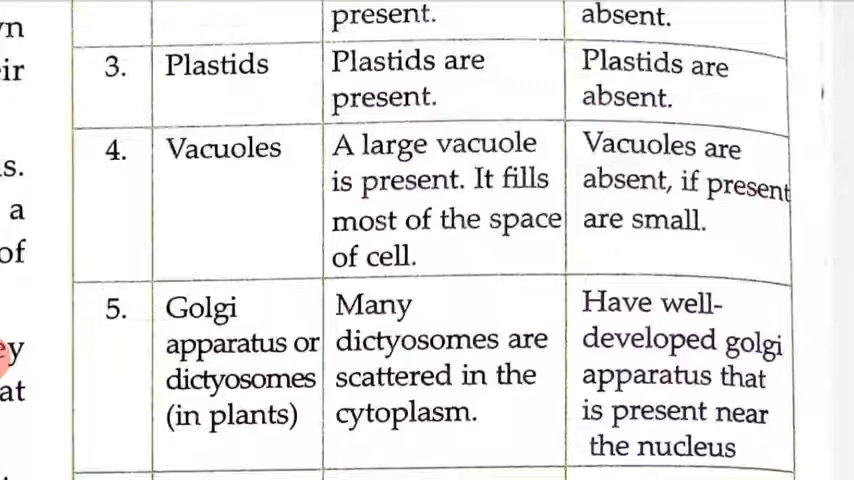 present.
absent.
3.
Plastids
Plastids are
present.
Plastids are
absent.
4.
Vacuoles
A large vacuole
is present. It fills
most of the space
of cell.
Vacuoles are
absent, if present
are small.
5.
Golgi
apparatus or
dictyosomes
(in plants)
Many
dictyosomes are
scattered in the
cytoplasm.
Have well-
developed golgi
apparatus that
is present near
the nucleus
s.
a
of
at